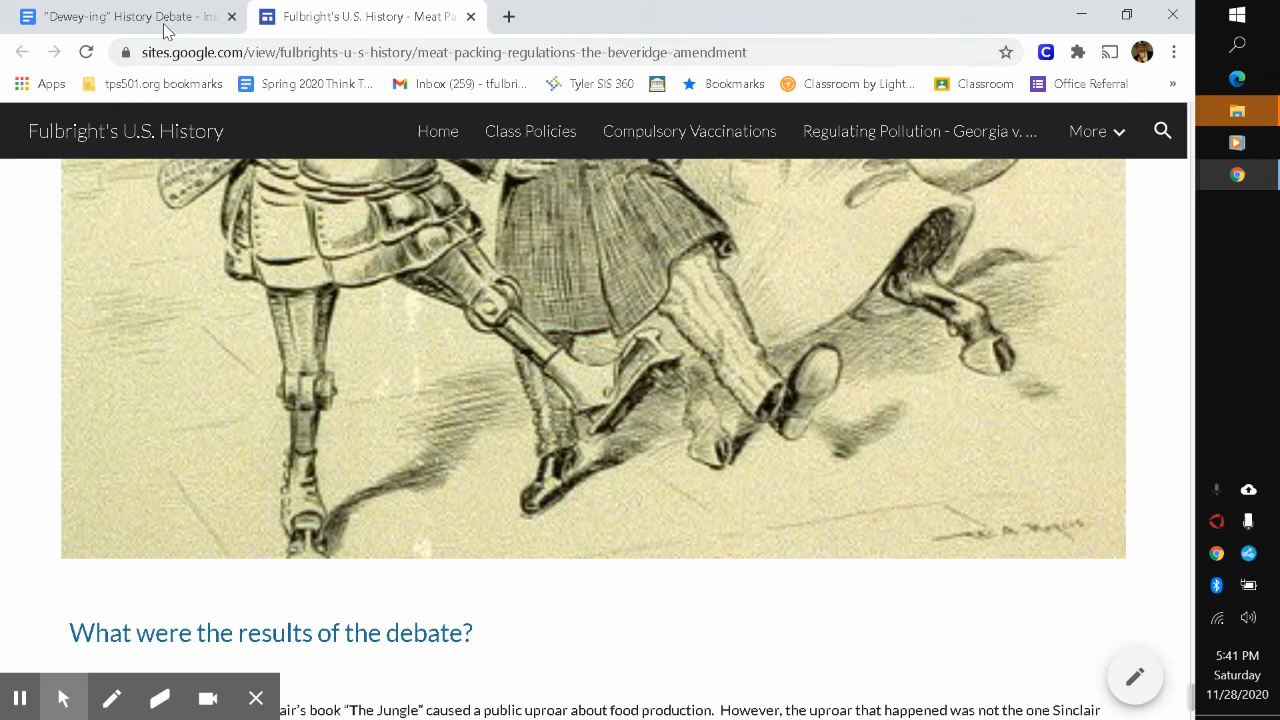 "Dewey-ing" History Debate - Ins
Fulbright's U.S. History - Meat Pa
sites.google.com/view/fulbrights-u-s-history/meat-packing-regulations-the-beveridge-amendment
Apps
tps501.org bookmarks
Spring 2020 Think T...
Inbox (259) - tfulbri...
Tyler SIS 360
Bookmarks
Classroom by Light...
Classroom
Office Referral
»
Fulbright's U.S. History
Home
Class Policies
Compulsory Vaccinations
Regulating Pollution - Georgia v. ...
More
What were the results of the debate?
air's book "The Jungle" caused a public uproar about food production. However, the uproar that happened was not the one Sinclair
5:41 PM
Saturday
11/28/2020